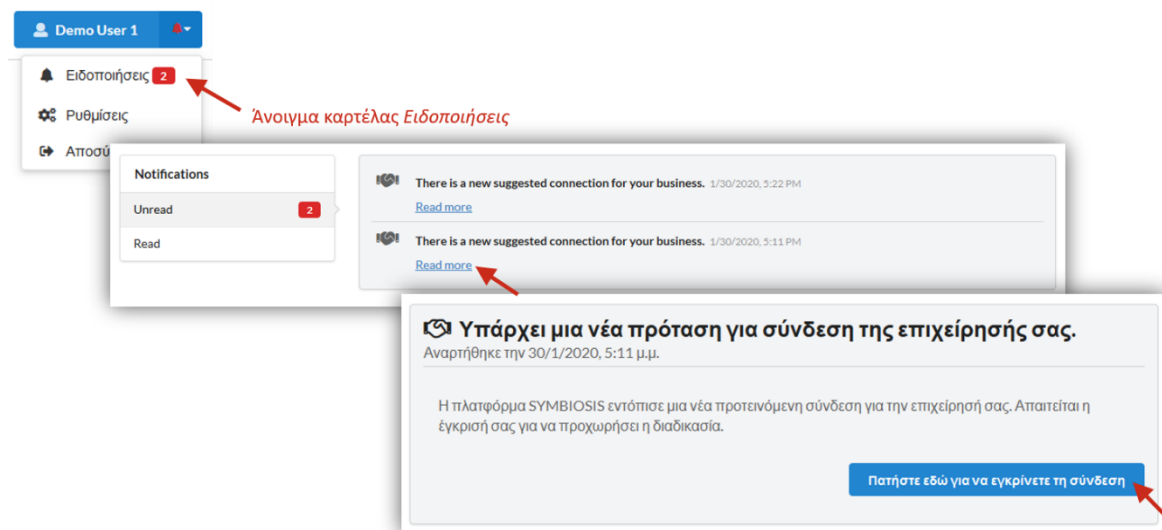 Demo User 1
Ειδοποιήσεις 2
Ρυθμίσεις
Άνοιγμα καρτέλας Ειδοποιήσεις
Notifications
Unread 2
Read
There is a new suggested connection for your business. 1/30/2020, 5:22 PM
Read more
There is a new suggested connection for your business. 1/30/2020, 5:11 PM
Read more
Υπάρχει μια νέα πρόταση για σύνδεση της επιχείρησής σας.
Αναρτήθηκε την 30/1/2020, 5:11 μ.μ.
Η πλατφόρμα SYMBIOSIS εντόπισε μια νέα προτεινόμενη σύνδεση για την επιχείρησή σας. Απαιτείται η
έγκρισή σας για να προχωρήσει η διαδικασία.
Πατήστε εδώ για να εγκρίνετε τη σύνδεση